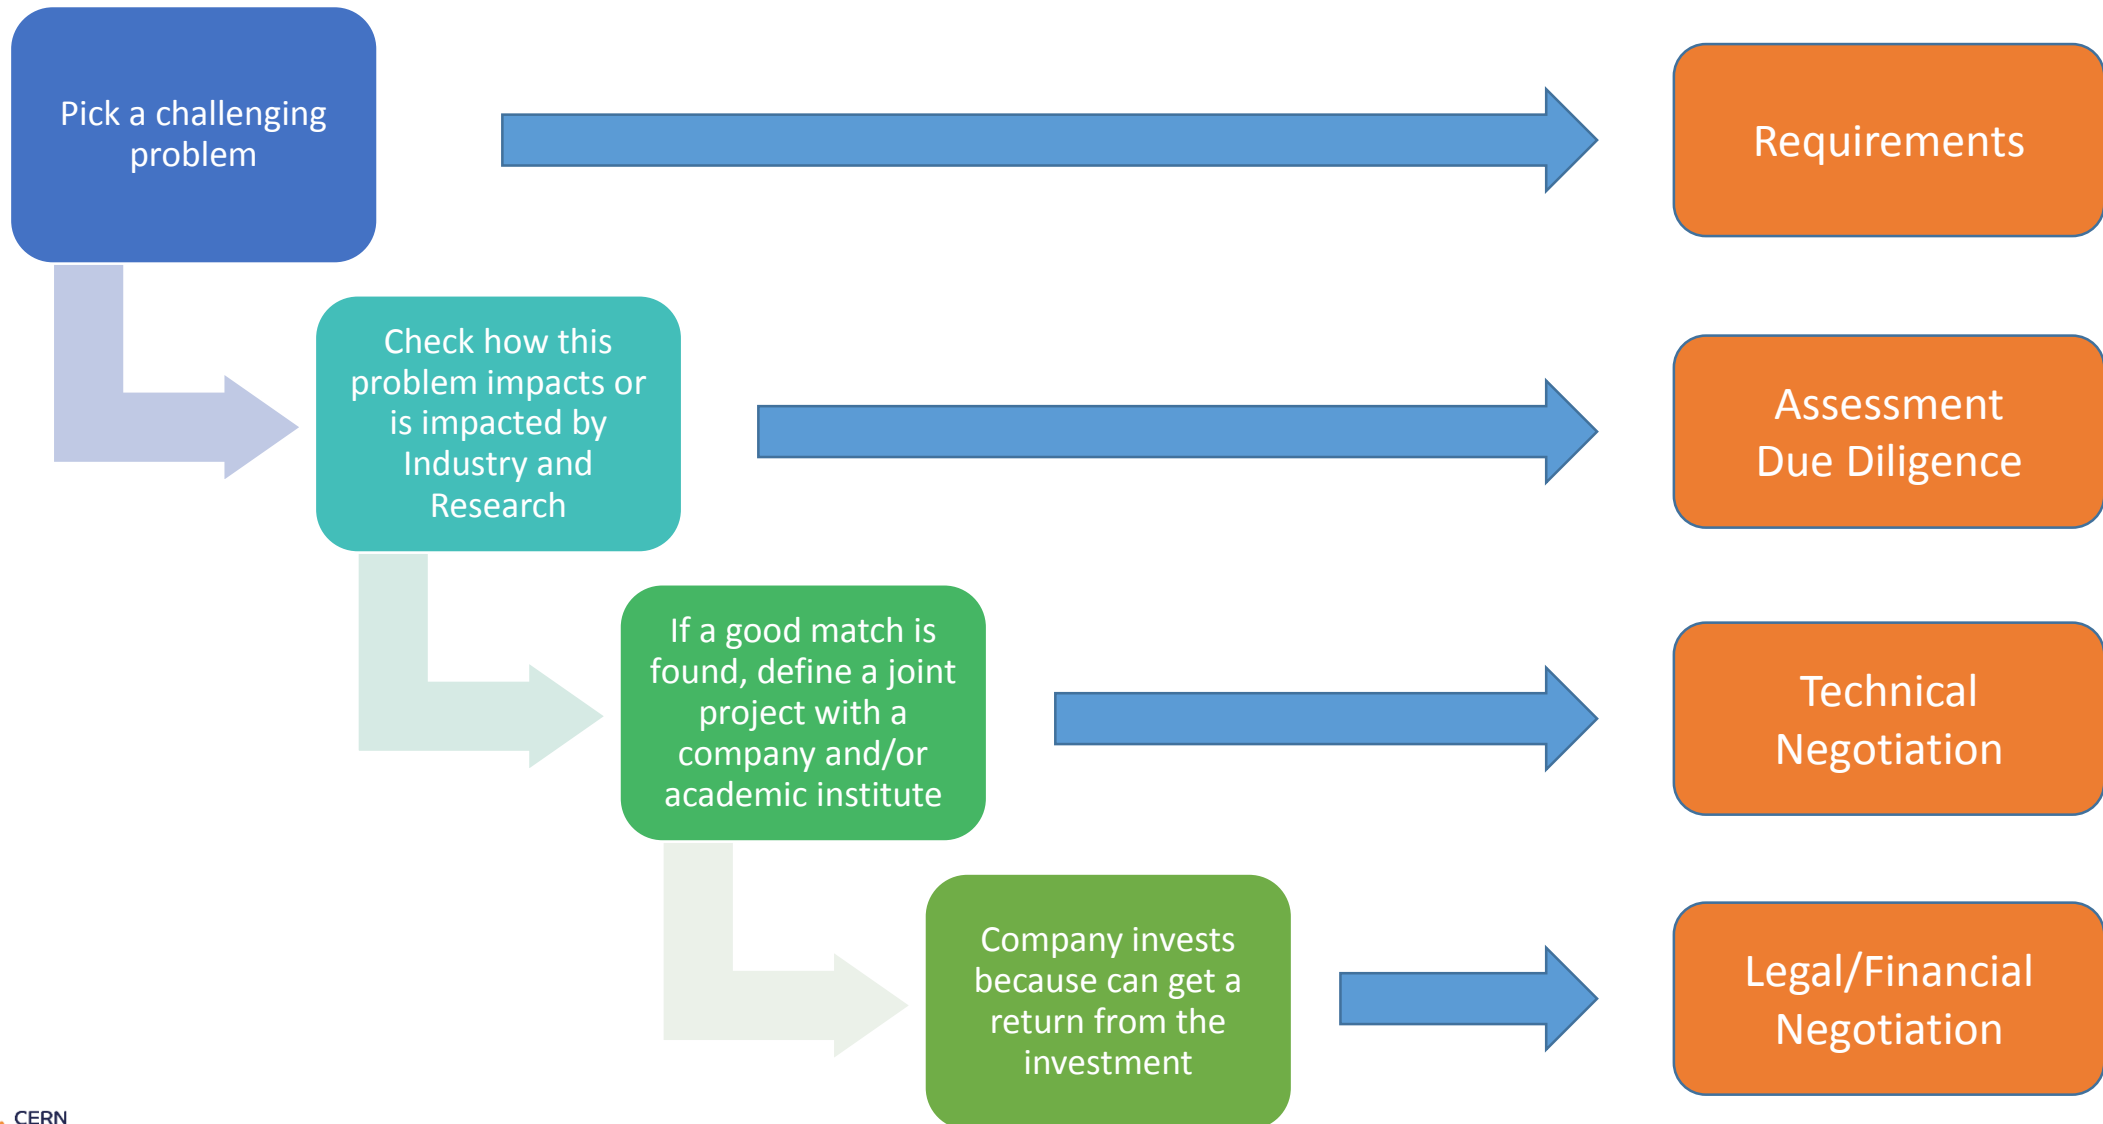 Pick a challenging
problem
Requirements
Check how this
problem impacts or
is impacted by
Industry and
Research
Assessment
Due Diligence
If a good match is
found, define a joint
project with a
company and/or
academic institute
Technical
Negotiation
Company invests
because can get a
return from the
investment
Legal/Financial
Negotiation
CERN